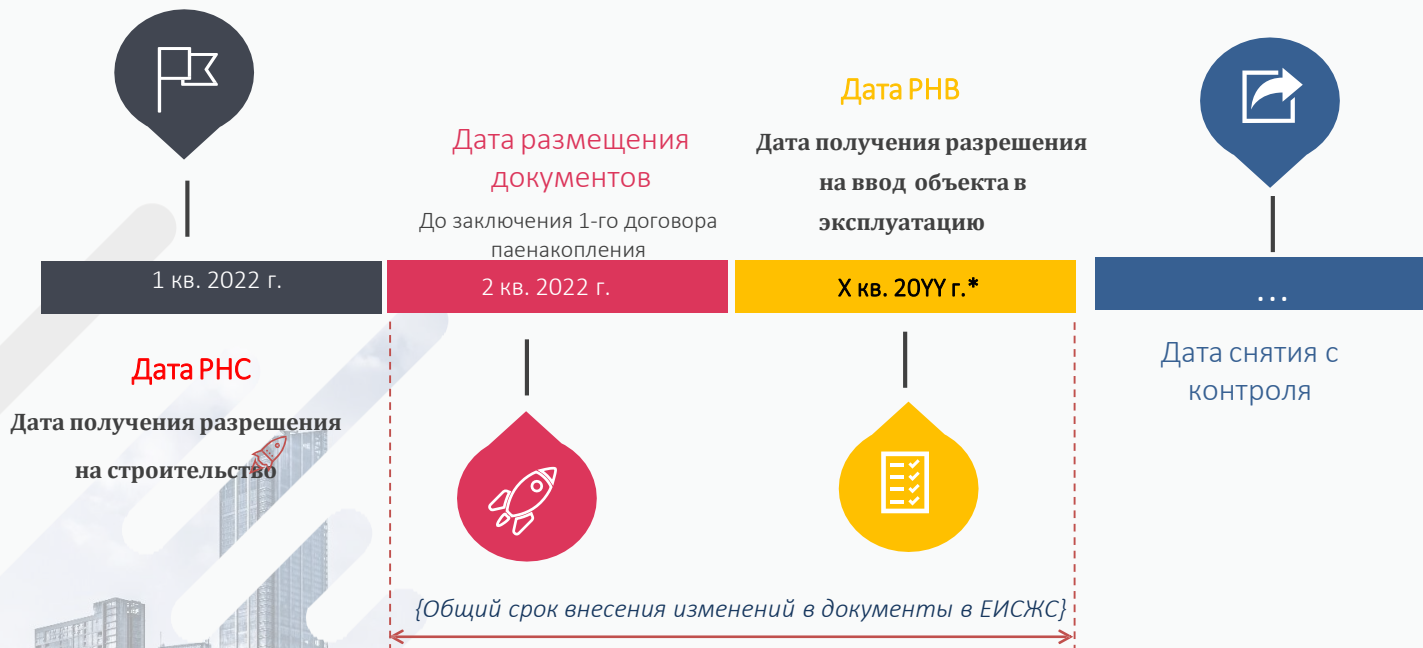 Дата РНВ
Дата размещения
документов
Дата получения разрешения
на ввод объекта в
эксплуатацию
До заключения 1-го договора
паенакопления
1 кв. 2022 г.
2 кв. 2022 г.
X кв. 20YY г.*
...
Дата РНС
Дата получения разрешения
на строительство
Дата снятия с
контроля
{Общий срок внесения изменений в документы в ЕИСЖС}